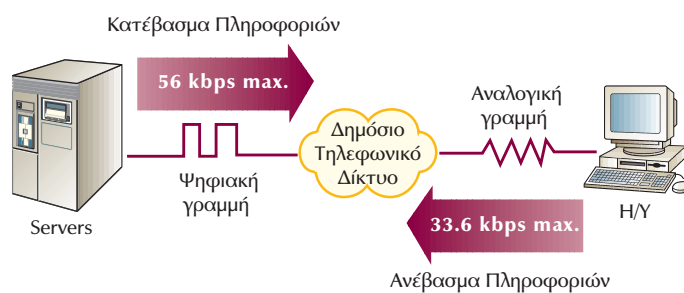 Κατέβασμα Πληροφοριών
56 kbps max.
Αναλογική
γραμμή
Δημόσιο
Τηλεφωνικό
Δίκτυο
Ψηφιακή
γραμμή
Servers
Η/Υ
33.6 kbps max.
Ανέβασμα Πληροφοριών